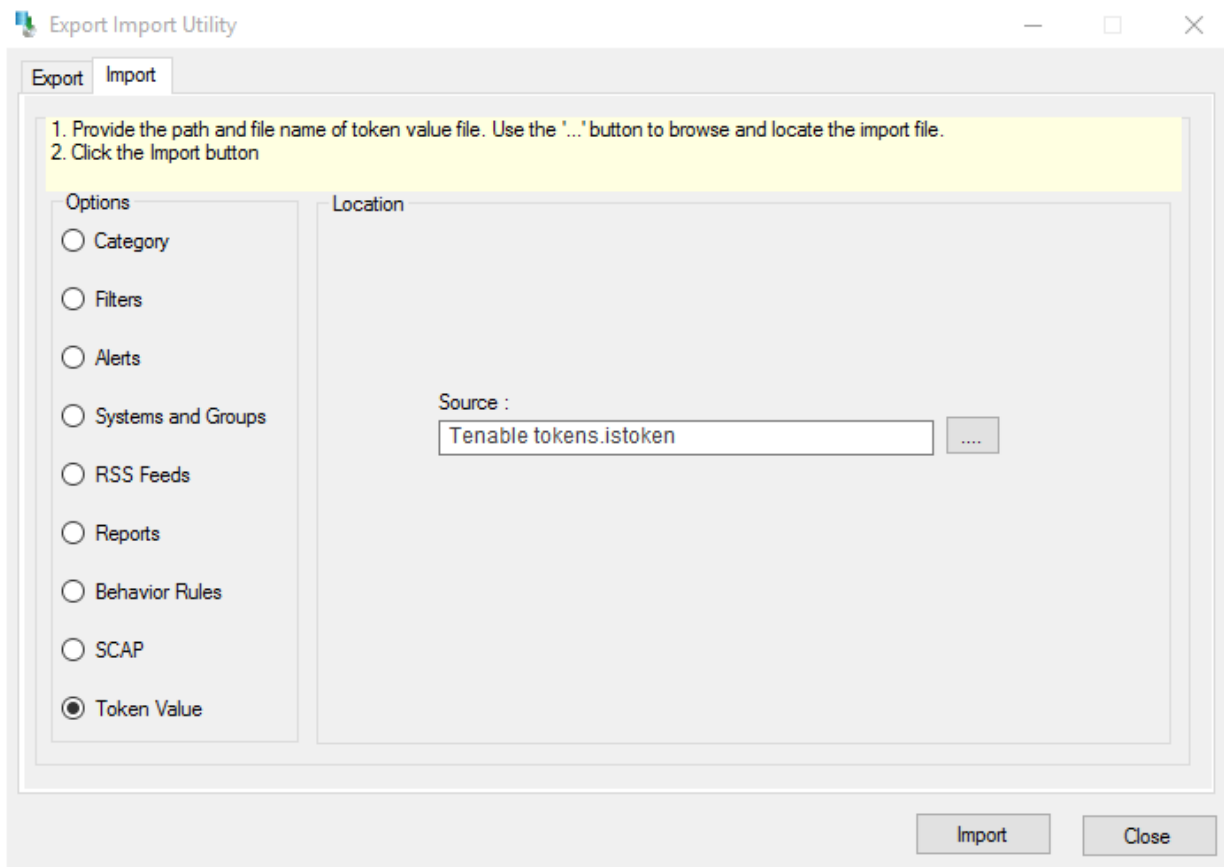 Export Import Utility
Export
Import
1. Provide the path and file name of token value file. Use the '...' button to browse and locate the import file.
2. Click the Import button
Options
Category
Filters
Alerts
Systems and Groups
RSS Feeds
Reports
Behavior Rules
SCAP
Token Value
Location
Source :
Tenable tokens.istoken
....
Import
Close